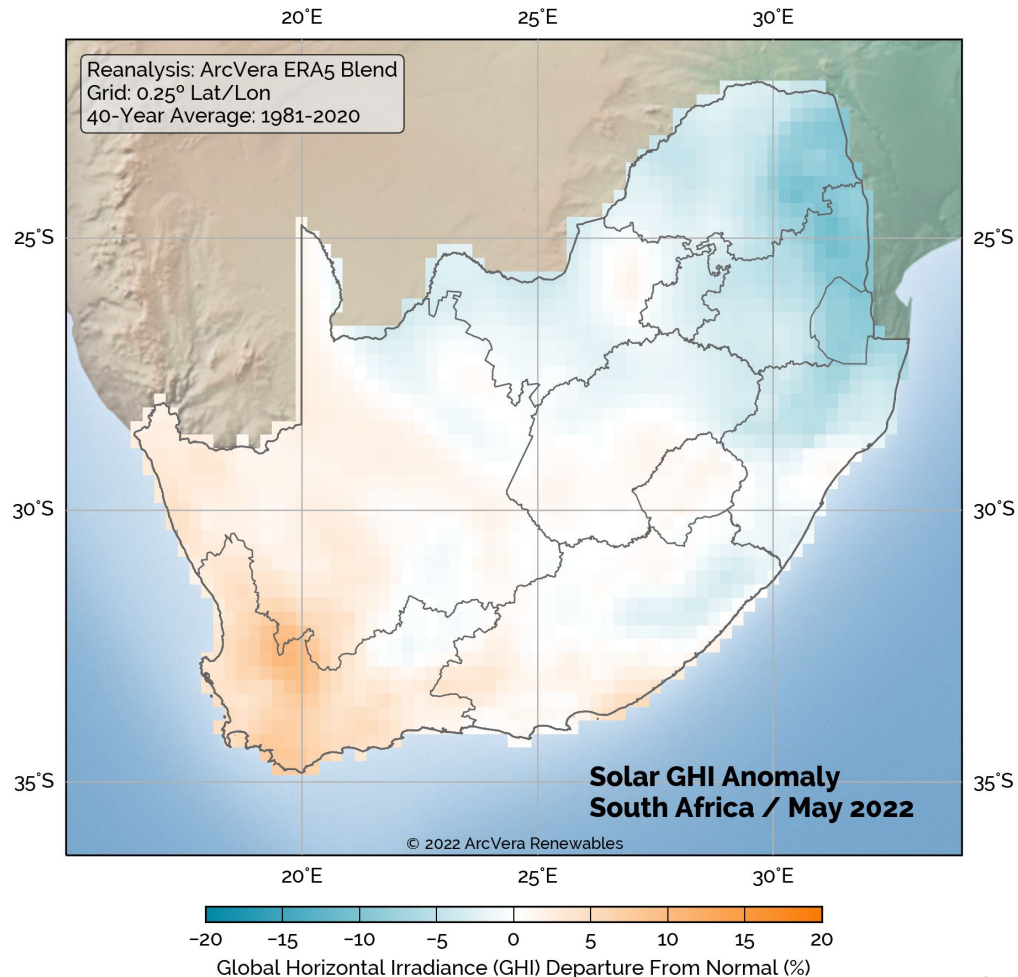 20°E 25°E 30°E
Reanalysis: ArcVera ERA5 Blend
Grid: 0.25º Lat/Lon
40-Year Average: 1981-2020
25°S 25°S
30°S 30°S
35°S 35°S
Solar GHI Anomaly
South Africa / May 2022
© 2022 ArcVera Renewables
20°E 25°E 30°E
−20 −15 −10 −5 0 5 10 15 20
Global Horizontal Irradiance (GHI) Departure From Normal (%)